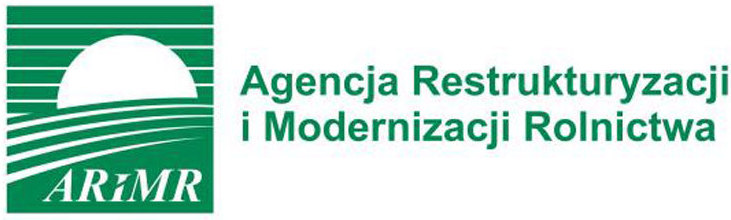 Agencja Restrukturyzacji
i Modernizacji Rolnictwa
ARiMR